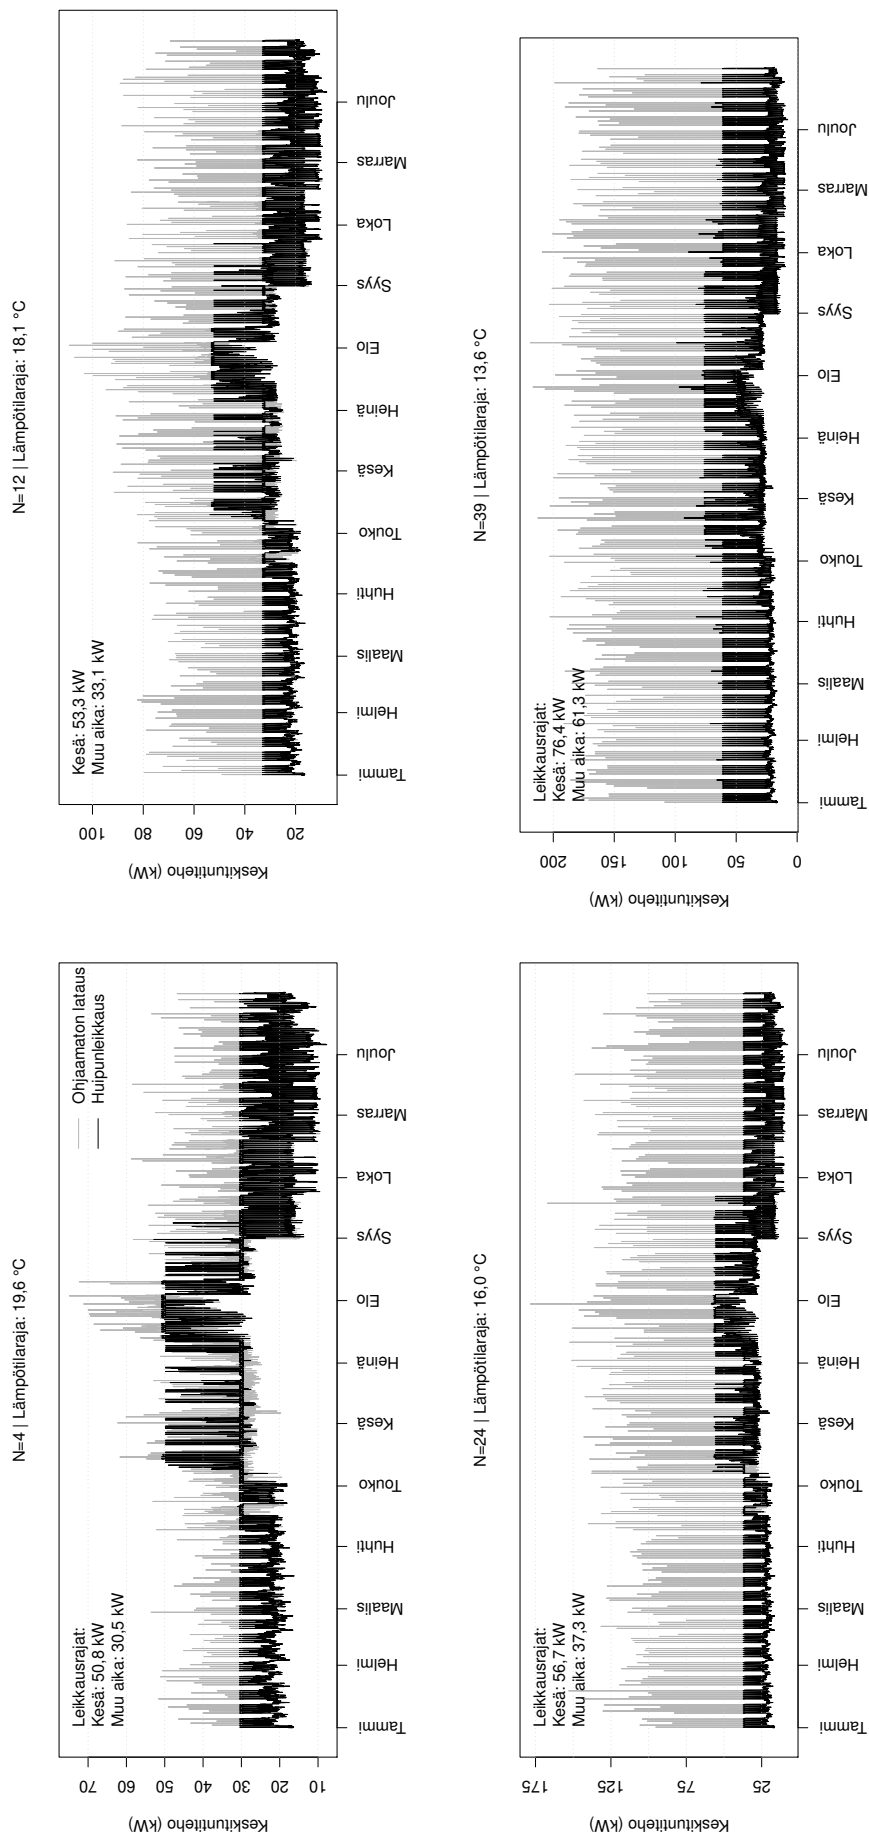 N=4 | Lämpötilaraja: 19,6 °C
Keskituntiteho (kW)
10
20
30
40
50
60
70
Leikkausrajat:
Kesä: 50,8 kW
Muu aika: 30,5 kW
Ohjaamaton lataus
Huipunleikkaus
Tammi
Helmi
Maalis
Huhti
Touko
Kesä
Heinä
Elo
Syys
Loka
Marras
Joulu
N=12 | Lämpötilaraja: 18,1 °C
Keskituntiteho (kW)
20
40
60
80
100
Kesä: 53,3 kW
Muu aika: 33,1 kW
Tammi
Helmi
Maalis
Huhti
Touko
Kesä
Heinä
Elo
Syys
Loka
Marras
Joulu
N=24 | Lämpötilaraja: 16,0 °C
Keskituntiteho (kW)
25
75
125
175
Leikkausrajat:
Kesä: 56,7 kW
Muu aika: 37,3 kW
Tammi
Helmi
Maalis
Huhti
Touko
Kesä
Heinä
Elo
Syys
Loka
Marras
Joulu
N=39 | Lämpötilaraja: 13,6 °C
Keskituntiteho (kW)
0
50
100
150
200
Leikkausrajat:
Kesä: 76,4 kW
Muu aika: 61,3 kW
Tammi
Helmi
Maalis
Huhti
Touko
Kesä
Heinä
Elo
Syys
Loka
Marras
Joulu